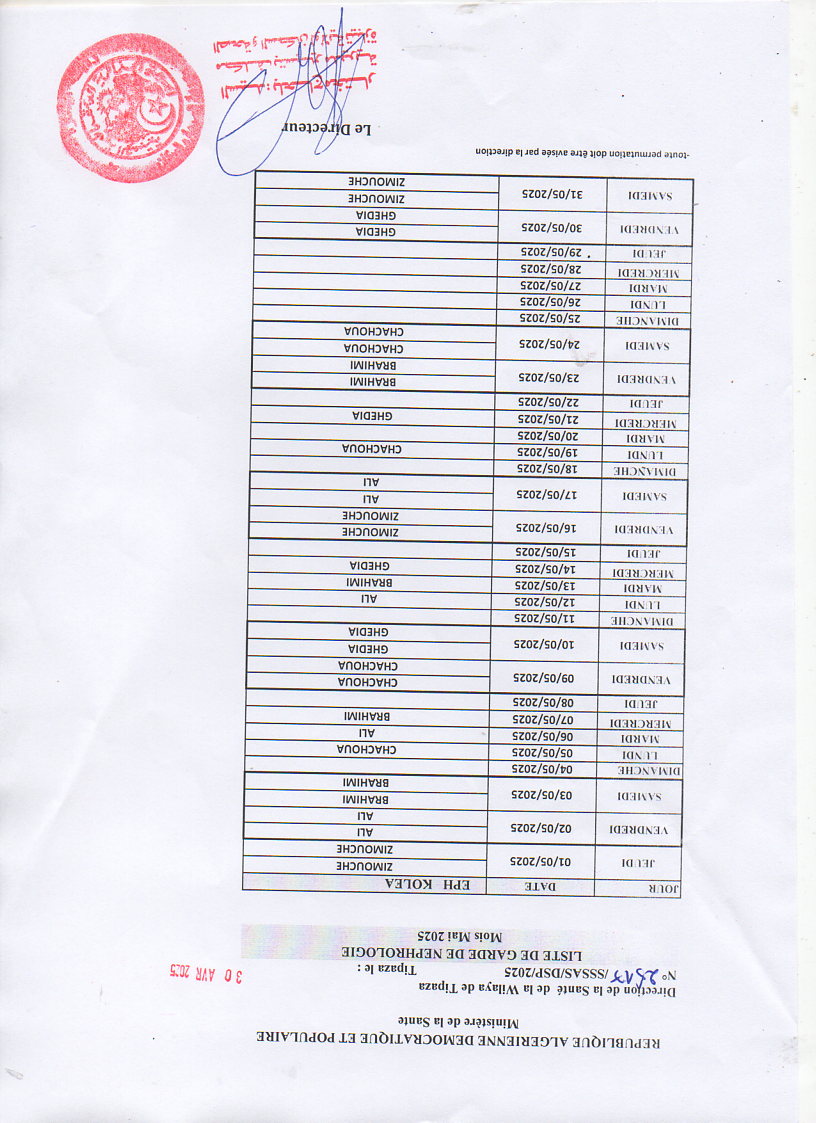 REPUBLIQUE ALGERIENNE DEMOCRATIQUE ET POPULAIRE
Ministère de la Sante
Direction de la Santé de la Wilaya de Tipaza
N° 2517 /SSSAS/DSP/2025 Tipaza le : 30 AVR 2025
LISTE DE GARDE DE NEPHROLOGIE
Mois Mai 2025
JOUR DATE EPH KOLEA
JEUDI 01/05/2025 ZIMOUCHE
ZIMOUCHE
VENDREDI 02/05/2025 ALI
ALI
SAMEDI 03/05/2025 BRAHIMI
BRAHIMI
DIMANCHE 04/05/2025
LUNDI 05/05/2025 CHACHOUA
MARDI 06/05/2025 ALI
MERCREDI 07/05/2025 BRAHIMI
JEUDI 08/05/2025
VENDREDI 09/05/2025 CHACHOUA
CHACHOUA
SAMEDI 10/05/2025 GHEDIA
GHEDIA
DIMANCHE 11/05/2025
LUNDI 12/05/2025 ALI
MARDI 13/05/2025 BRAHIMI
MERCREDI 14/05/2025 GHEDIA
JEUDI 15/05/2025
VENDREDI 16/05/2025 ZIMOUCHE
ZIMOUCHE
SAMEDI 17/05/2025 ALI
ALI
DIMANCHE 18/05/2025
LUNDI 19/05/2025 CHACHOUA
MARDI 20/05/2025
MERCREDI 21/05/2025 GHEDIA
JEUDI 22/05/2025
VENDREDI 23/05/2025 BRAHIMI
BRAHIMI
SAMEDI 24/05/2025 CHACHOUA
CHACHOUA
DIMANCHE 25/05/2025
LUNDI 26/05/2025
MARDI 27/05/2025
MERCREDI 28/05/2025
JEUDI 29/05/2025
VENDREDI 30/05/2025 GHEDIA
GHEDIA
SAMEDI 31/05/2025 ZIMOUCHE
ZIMOUCHE
-toute permutation doit être avisée par la direction
Le Directeur
السيد: بلحاج مختار
مكلف بتسيير مديرية
الصحة و السكان لولاية تيبازة